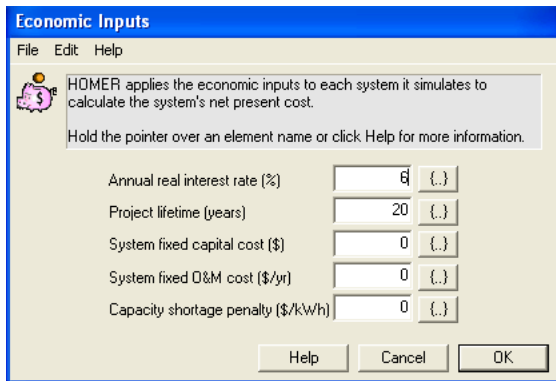 Economic Inputs
File Edit Help
HOMER applies the economic inputs to each system it simulates to
calculate the system's net present cost.
Hold the pointer over an element name or click Help for more information.
Annual real interest rate (%) 6 {..}
Project lifetime (years) 20 {..}
System fixed capital cost ($) 0 {..}
System fixed O&M cost ($/yr) 0 {..}
Capacity shortage penalty ($/kWh) 0 {..}
Help Cancel OK